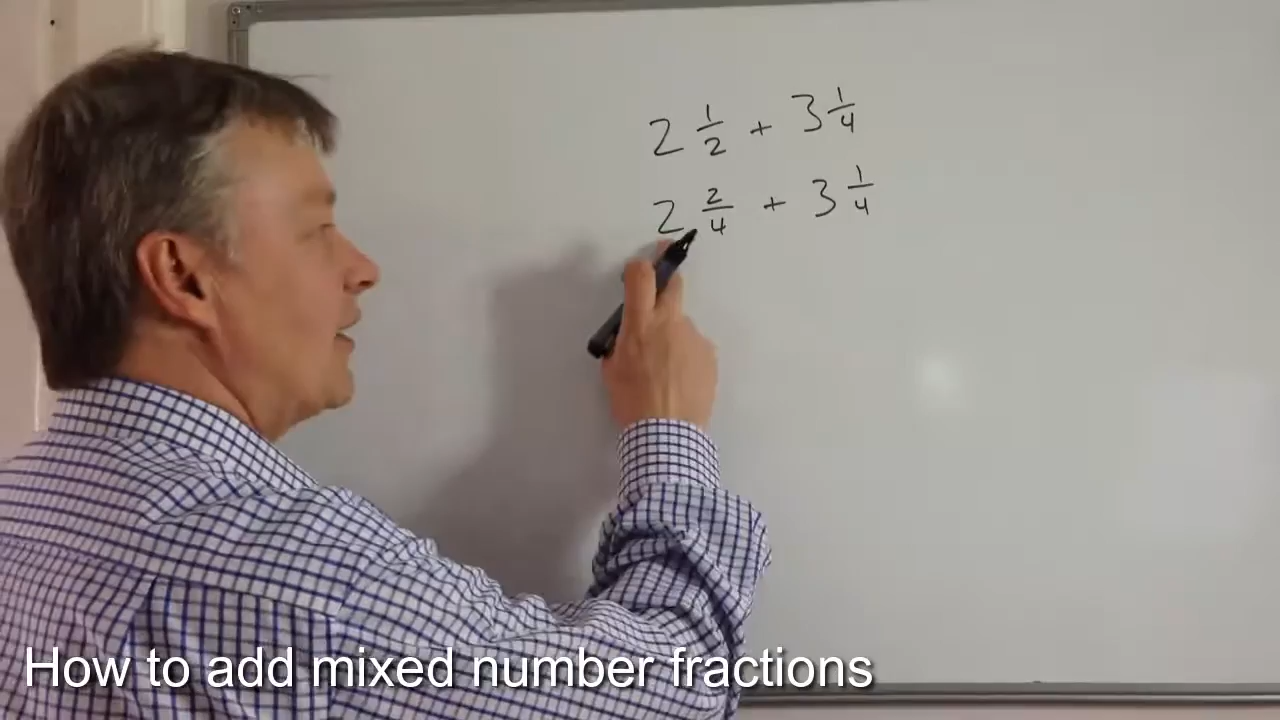 2 1/2 + 3 1/4
2 2/4 + 3 1/4
How to add mixed number fractions